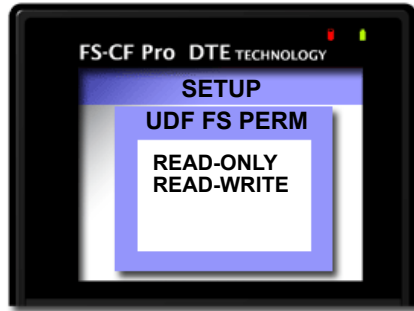 FS-CF Pro DTE TECHNOLOGY
SETUP
UDF FS PERM
READ-ONLY
READ-WRITE